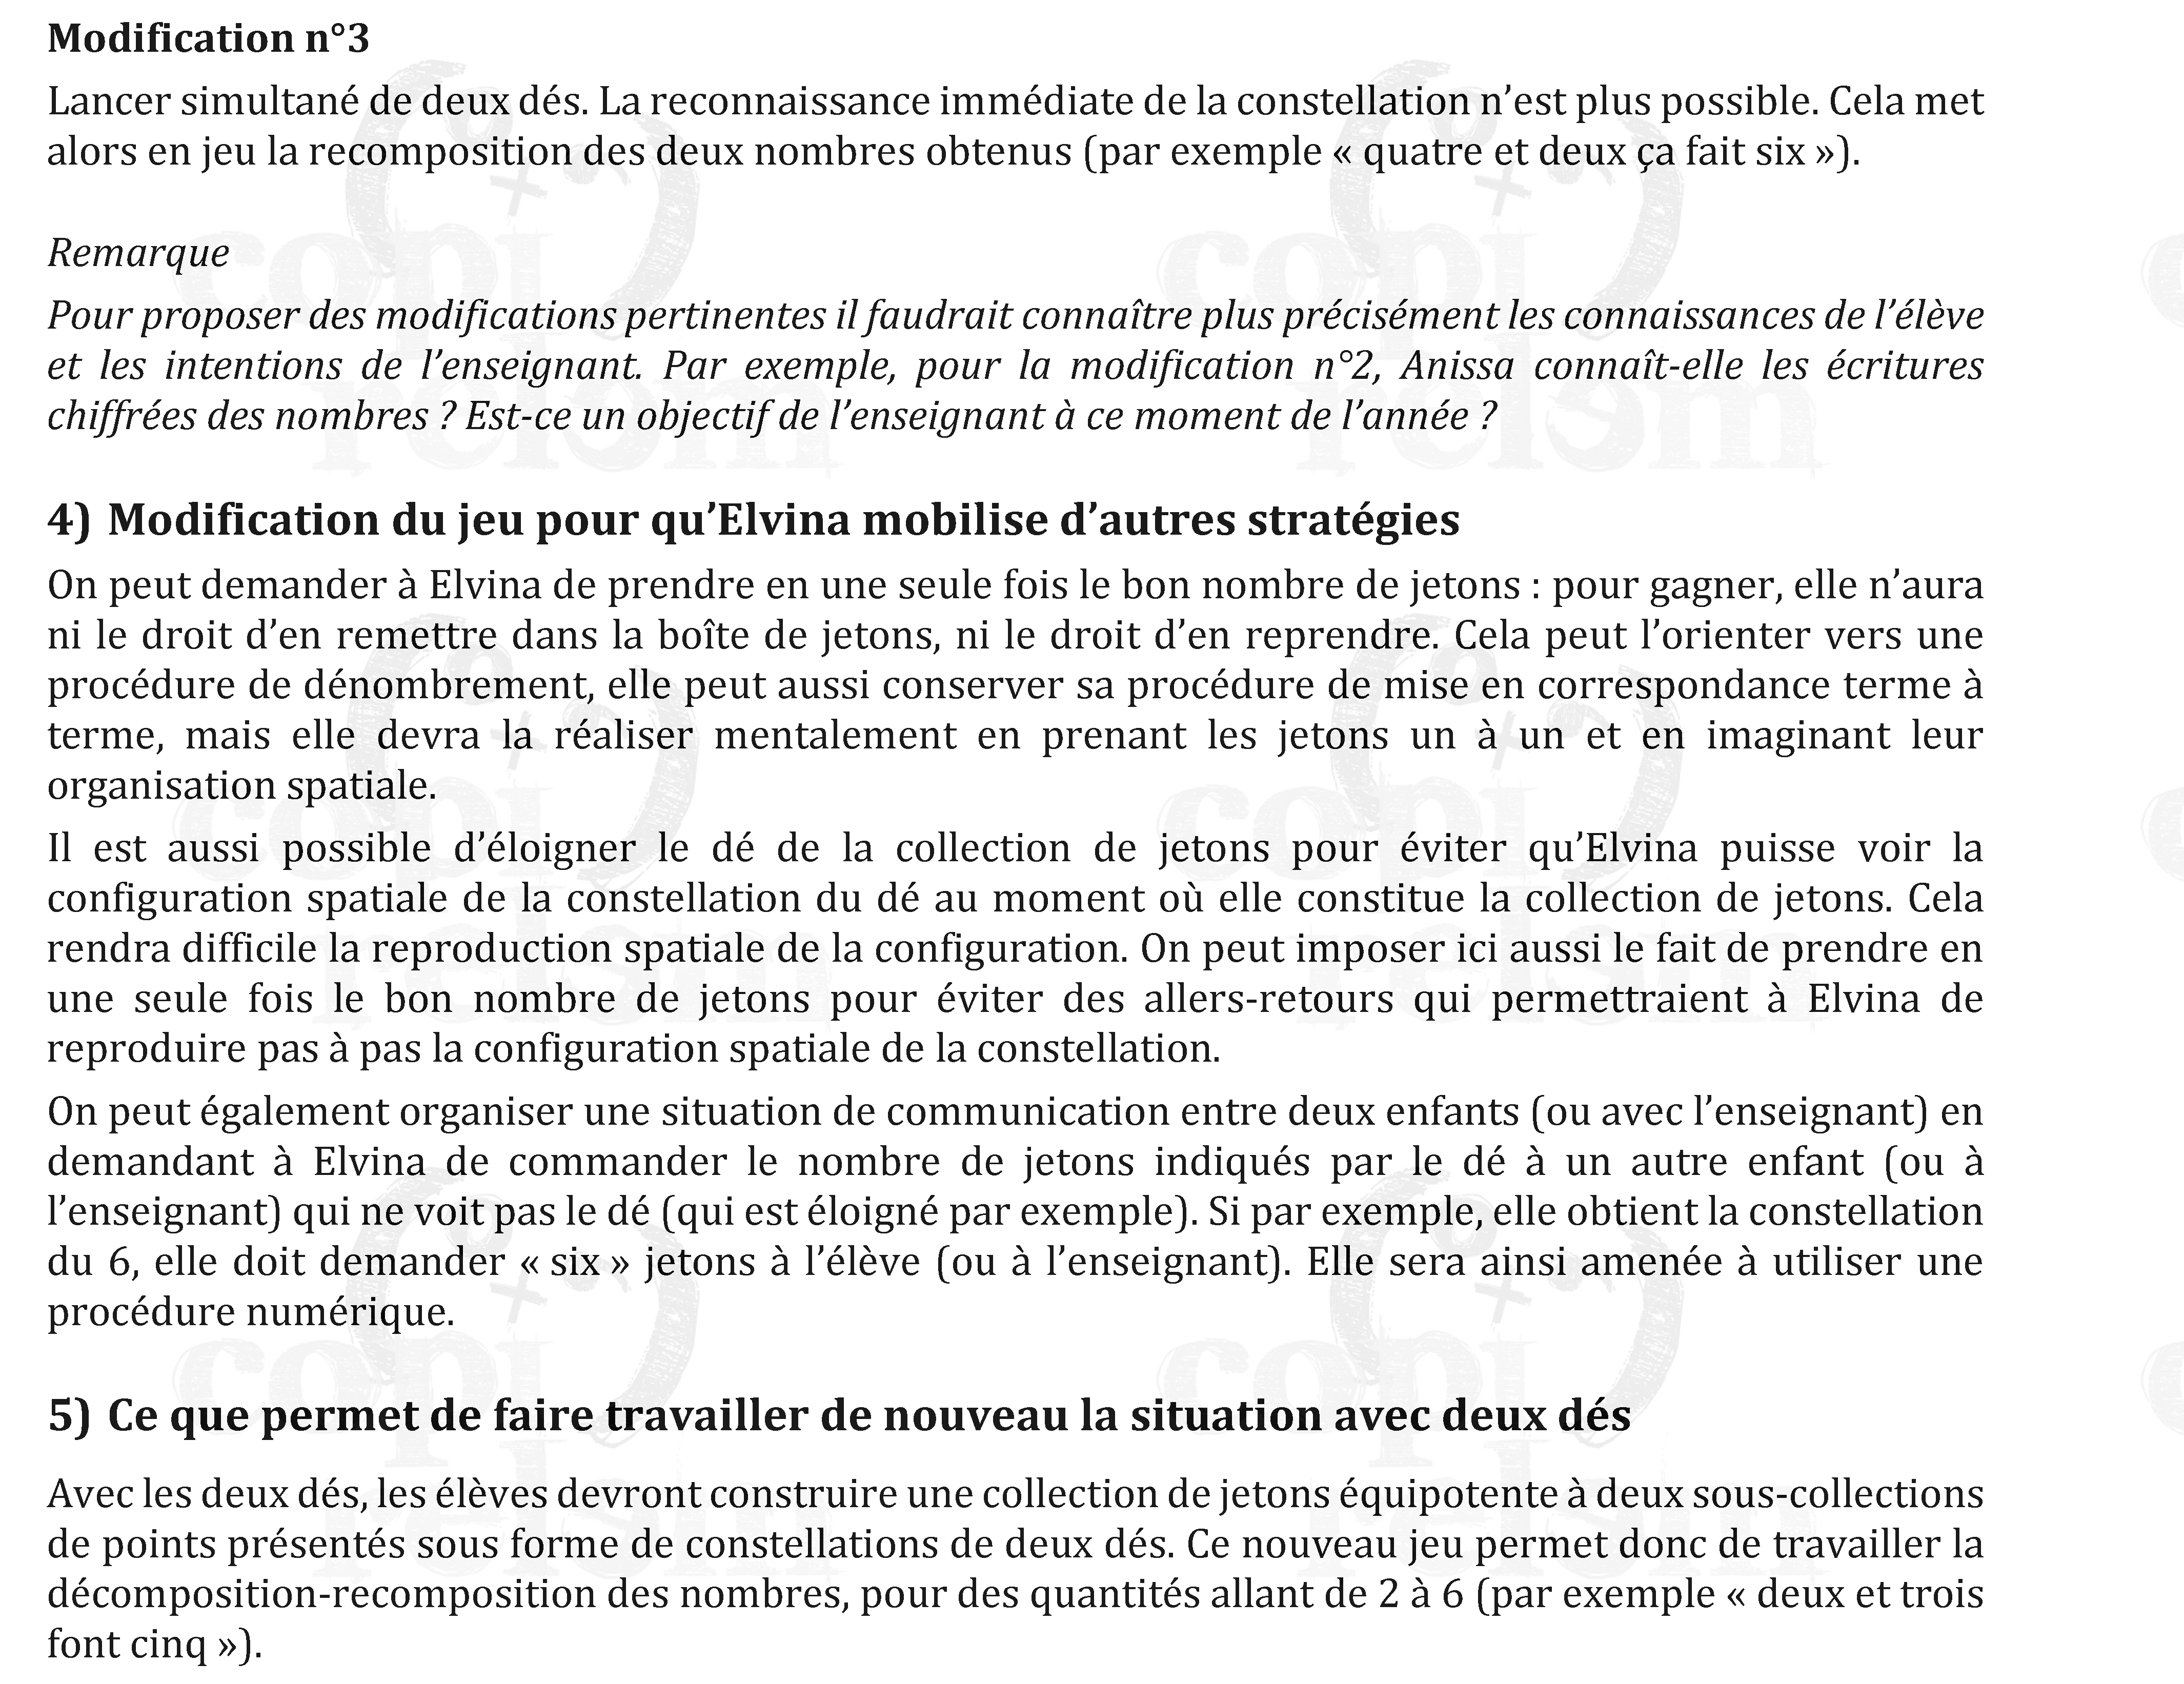 Modification n°3
Lancer simultané de deux dés. La reconnaissance immédiate de la constellation n’est plus possible. Cela met
alors en jeu la recomposition des deux nombres obtenus (par exemple « quatre et deux ça fait six »).
Remarque
Pour proposer des modifications pertinentes il faudrait connaître plus précisément les connaissances de l’élève
et les intentions de l’enseignant. Par exemple, pour la modification n°2, Anissa connaît-elle les écritures
chiffrées des nombres ? Est-ce un objectif de l’enseignant à ce moment de l’année ?
4) Modification du jeu pour qu’Elvina mobilise d’autres stratégies
On peut demander à Elvina de prendre en une seule fois le bon nombre de jetons : pour gagner, elle n’aura
ni le droit d’en remettre dans la boîte de jetons, ni le droit d’en reprendre. Cela peut l’orienter vers une
procédure de dénombrement, elle peut aussi conserver sa procédure de mise en correspondance terme à
terme, mais elle devra la réaliser mentalement en prenant les jetons un à un et en imaginant leur
organisation spatiale.
Il est aussi possible d’éloigner le dé de la collection de jetons pour éviter qu’Elvina puisse voir la
configuration spatiale de la constellation du dé au moment où elle constitue la collection de jetons. Cela
rendra difficile la reproduction spatiale de la configuration. On peut imposer ici aussi le fait de prendre en
une seule fois le bon nombre de jetons pour éviter des allers-retours qui permettraient à Elvina de
reproduire pas à pas la configuration spatiale de la constellation.
On peut également organiser une situation de communication entre deux enfants (ou avec l’enseignant) en
demandant à Elvina de commander le nombre de jetons indiqués par le dé à un autre enfant (ou à
l’enseignant) qui ne voit pas le dé (qui est éloigné par exemple). Si par exemple, elle obtient la constellation
du 6, elle doit demander « six » jetons à l’élève (ou à l’enseignant). Elle sera ainsi amenée à utiliser une
procédure numérique.
5) Ce que permet de faire travailler de nouveau la situation avec deux dés
Avec les deux dés, les élèves devront construire une collection de jetons équipotente à deux sous-collections
de points présentés sous forme de constellations de deux dés. Ce nouveau jeu permet donc de travailler la
décomposition-recomposition des nombres, pour des quantités allant de 2 à 6 (par exemple « deux et trois
font cinq »).